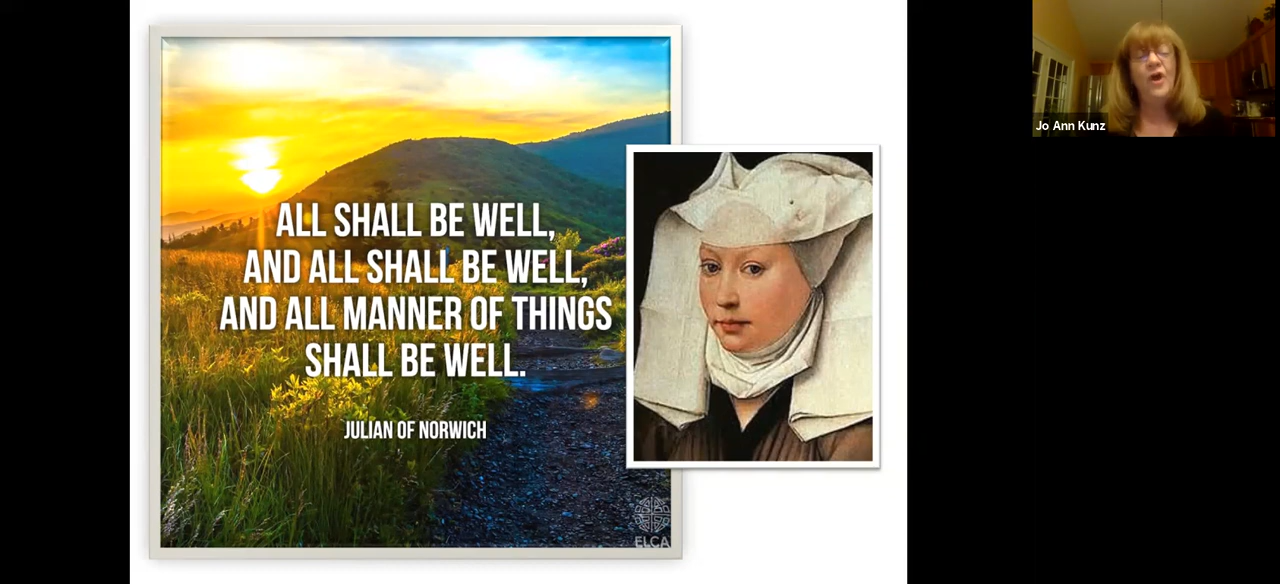 ALL SHALL BE WELL,
AND ALL SHALL BE WELL,
AND ALL MANNER OF THINGS
SHALL BE WELL.
JULIAN OF NORWICH
ELCA
Jo Ann Kunz